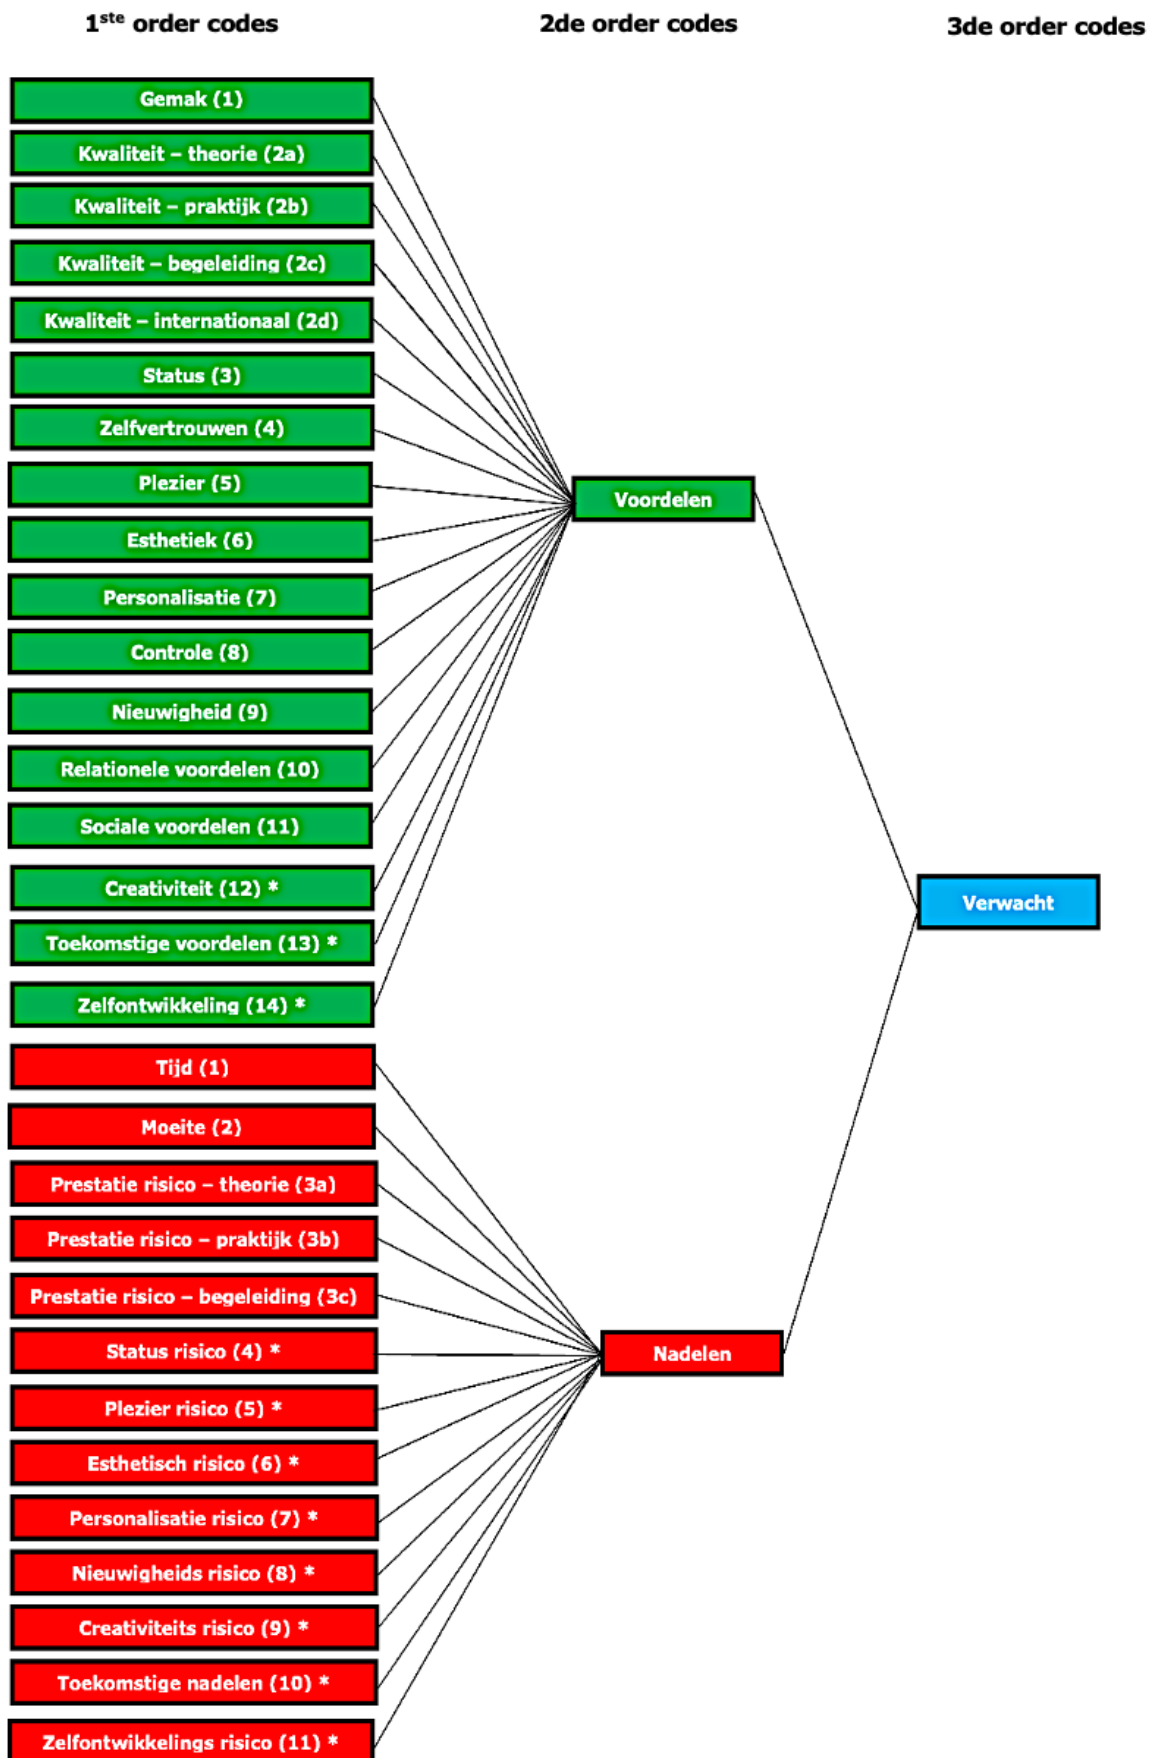 1ste order codes
2de order codes
3de order codes
Gemak (1)
Kwaliteit – theorie (2a)
Kwaliteit – praktijk (2b)
Kwaliteit – begeleiding (2c)
Kwaliteit – internationaal (2d)
Status (3)
Zelfvertrouwen (4)
Plezier (5)
Esthetiek (6)
Personalisatie (7)
Controle (8)
Nieuwigheid (9)
Relationele voordelen (10)
Sociale voordelen (11)
Creativiteit (12) *
Toekomstige voordelen (13) *
Zelfontwikkeling (14) *
Tijd (1)
Moeite (2)
Prestatie risico – theorie (3a)
Prestatie risico – praktijk (3b)
Prestatie risico – begeleiding (3c)
Status risico (4) *
Plezier risico (5) *
Esthetisch risico (6) *
Personalisatie risico (7) *
Nieuwigheids risico (8) *
Creativiteits risico (9) *
Toekomstige nadelen (10) *
Zelfontwikkelings risico (11) *
Voordelen
Nadelen
Verwacht